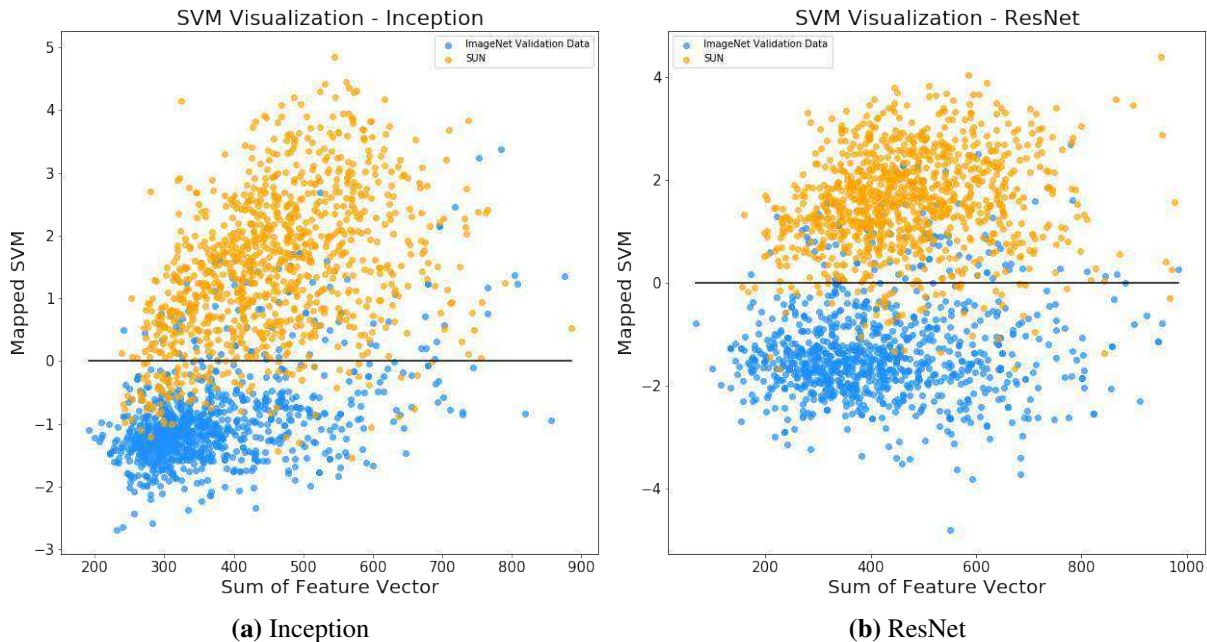 SVM Visualization - Inception
ImageNet Validation Data
SUN
5
4
3
2
1
0
−1
−2
−3
Mapped SVM
200 300 400 500 600 700 800 900
Sum of Feature Vector
(a) Inception
SVM Visualization - ResNet
ImageNet Validation Data
SUN
4
2
0
−2
−4
Mapped SVM
200 400 600 800 1000
Sum of Feature Vector
(b) ResNet